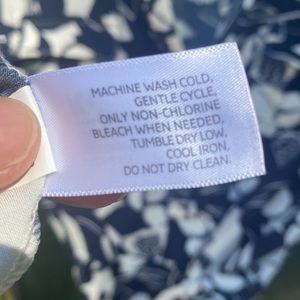 MACHINE WASH COLD,
GENTLE CYCLE,
ONLY NON-CHLORINE
BLEACH WHEN NEEDED,
TUMBLE DRY LOW,
COOL IRON,
DO NOT DRY CLEAN.